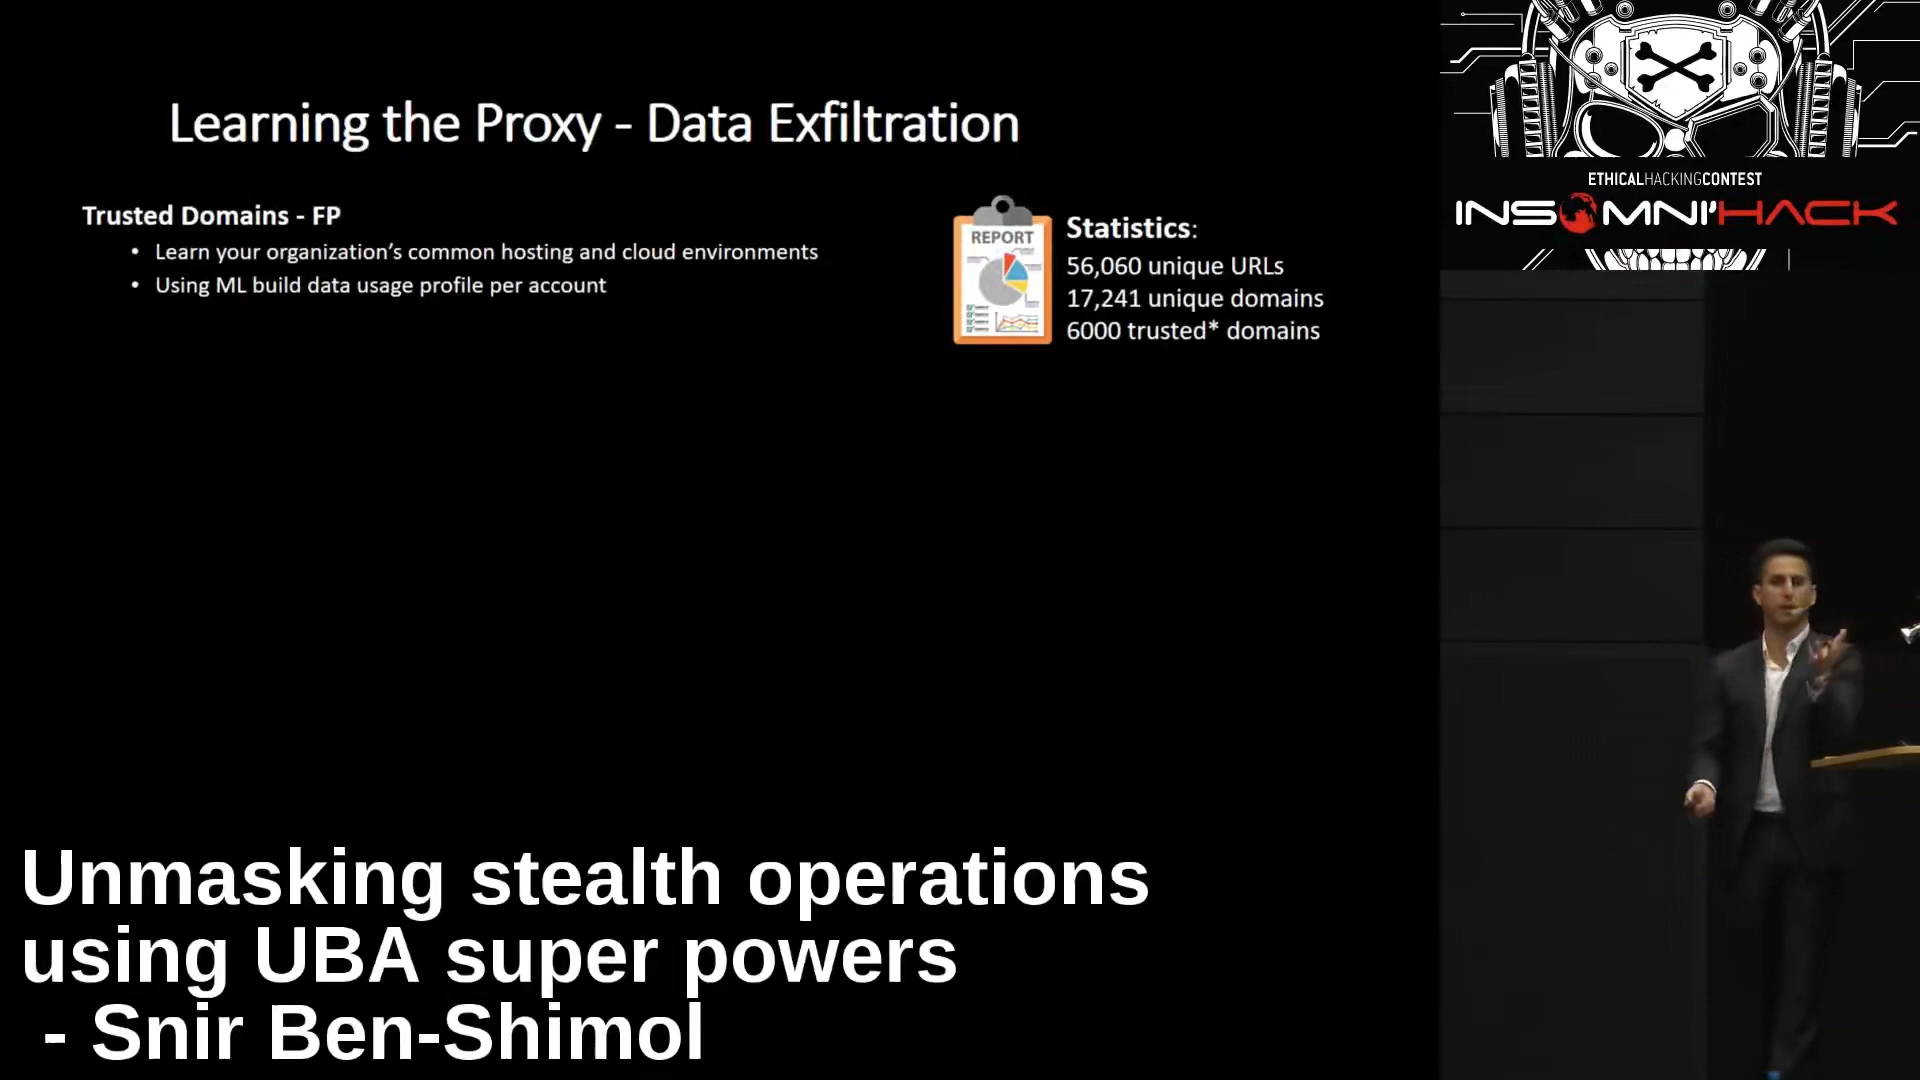 Learning the Proxy - Data Exfiltration
Trusted Domains - FP
• Learn your organization's common hosting and cloud environments
• Using ML build data usage profile per account
REPORT
Statistics:
56,060 unique URLs
17,241 unique domains
6000 trusted* domains
ETHICALHACKINGCONTEST
INSOMNI'HACK
Unmasking stealth operations
using UBA super powers
- Snir Ben-Shimol